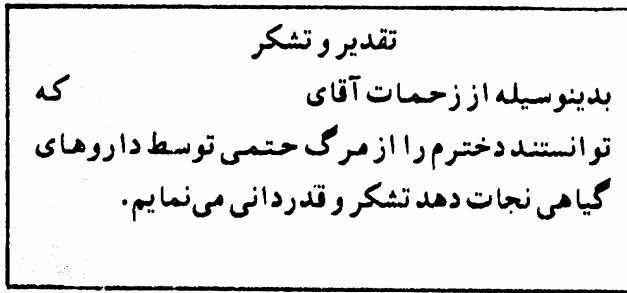 تقدیر و تشکر
بدینوسیله از زحمات آقای که
توانستند دخترم را از مرگ حتمی توسط داروهای
گیاهی نجات دهد تشکر و قدردانی می‌نمایم.